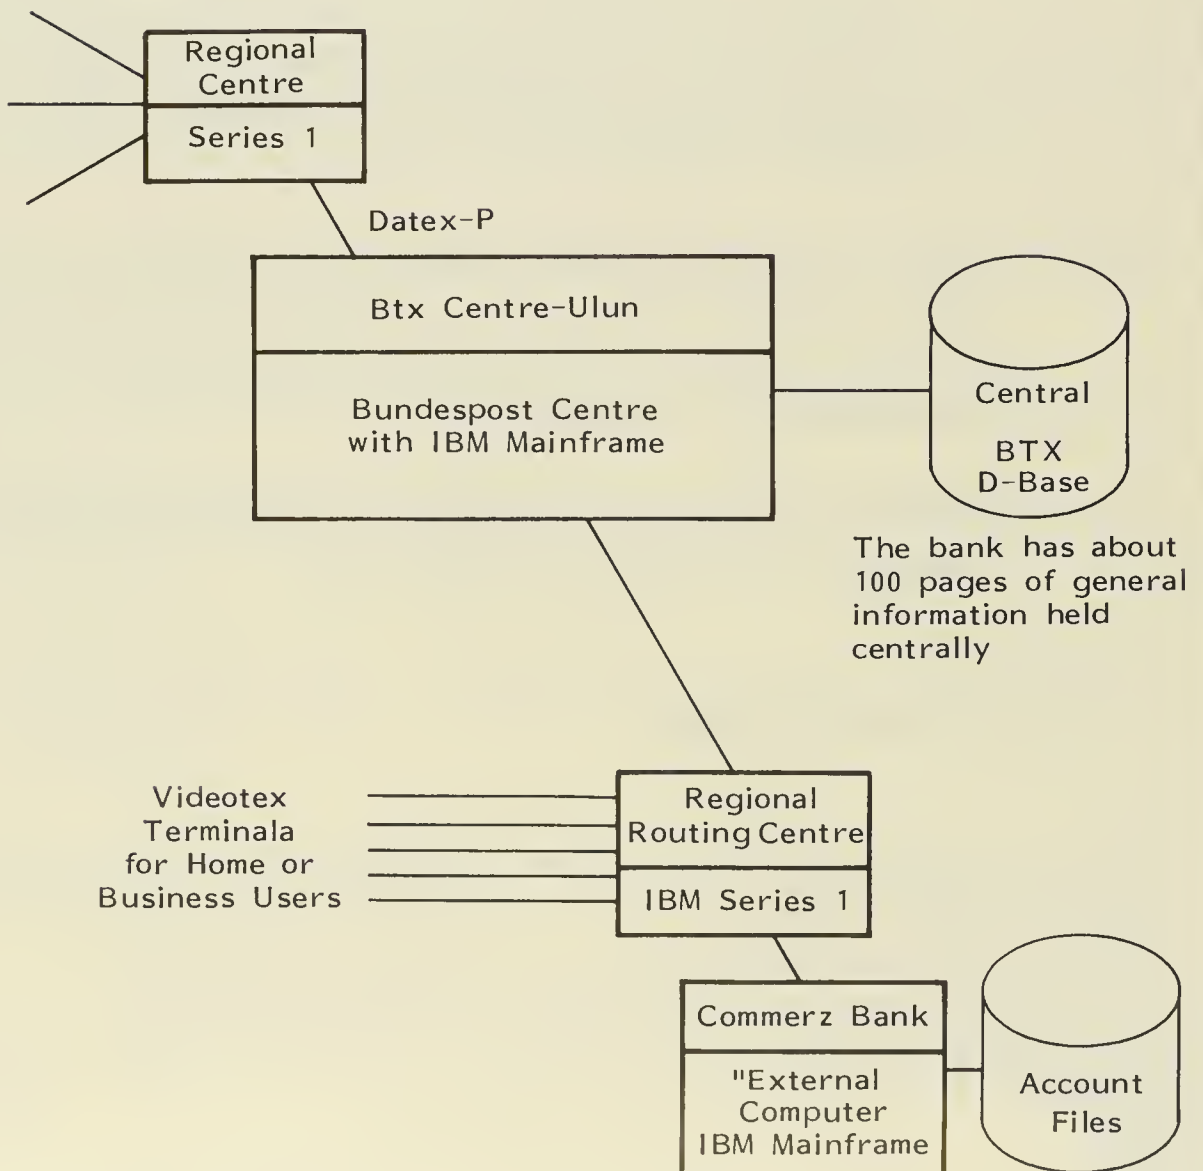 Regional
Centre
Series 1
Datex-P
Btx Centre-Ulun
Bundespost Centre
with IBM Mainframe
Central
BTX
D-Base
The bank has about
100 pages of general
information held
centrally
Videotex
Terminala
for Home or
Business Users
Regional
Routing Centre
IBM Series 1
Commerz Bank
"External
Computer
IBM Mainframe
Account
Files